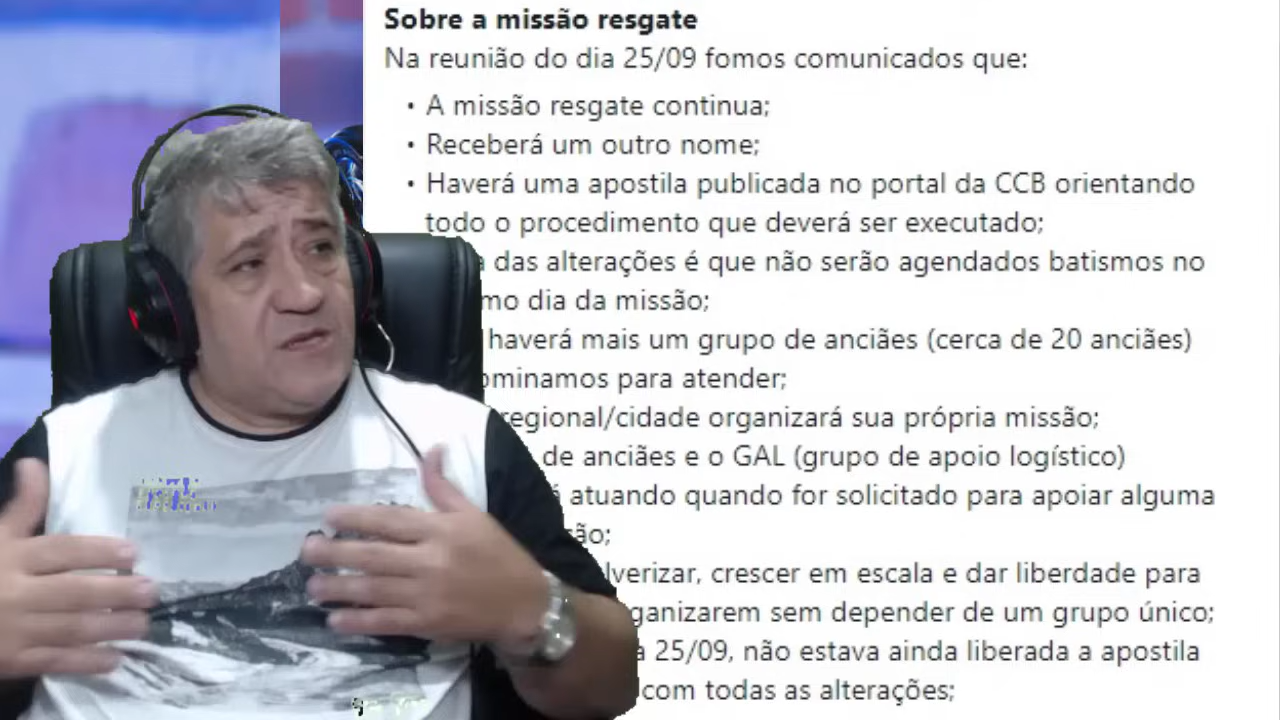 Sobre a missão resgate
Na reunião do dia 25/09 fomos comunicados que:
• A missão resgate continua;
• Receberá um outro nome;
• Haverá uma apostila publicada no portal da CCB orientando
todo o procedimento que deverá ser executado;
das alterações é que não serão agendados batismos no
dia da missão;
haverá mais um grupo de anciães (cerca de 20 anciães)
para atender;
regional/cidade organizará sua própria missão;
de anciães e o GAL (grupo de apoio logístico)
atuando quando for solicitado para apoiar alguma
crescer em escala e dar liberdade para
sem depender de um grupo único;
25/09, não estava ainda liberada a apostila
com todas as alterações;